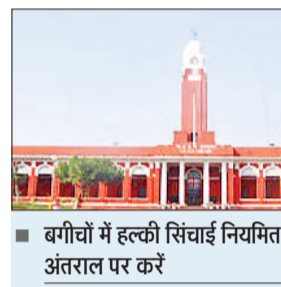 बगीचों में हल्की सिंचाई नियमित
अंतराल पर करें